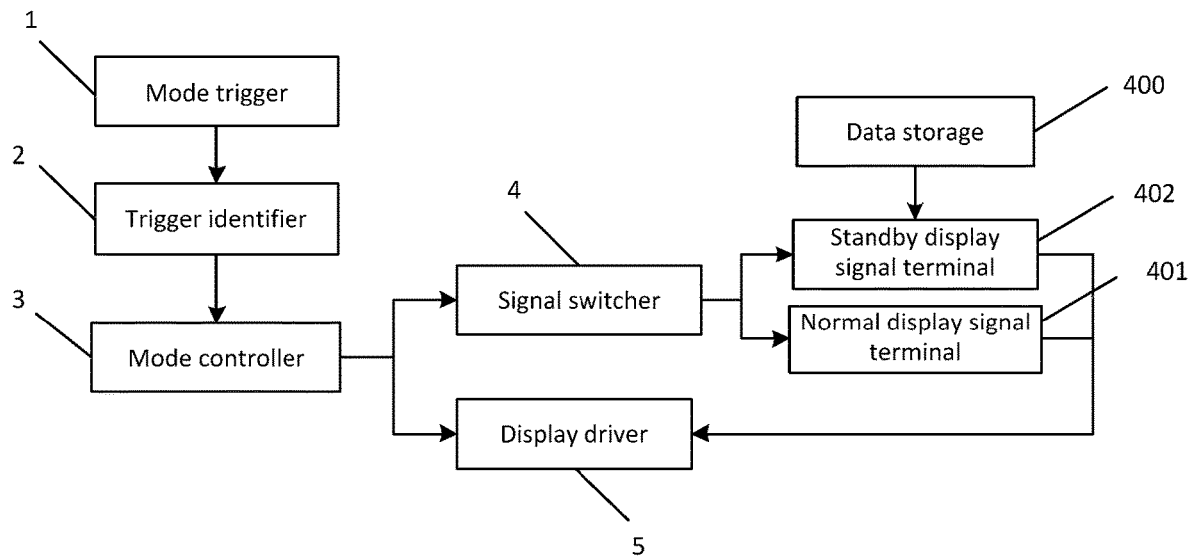 1
Mode trigger
400
Data storage
2
Trigger identifier
4
402
Standby display
signal terminal
3
Signal switcher
401
Normal display signal
terminal
Mode controller
Display driver
5